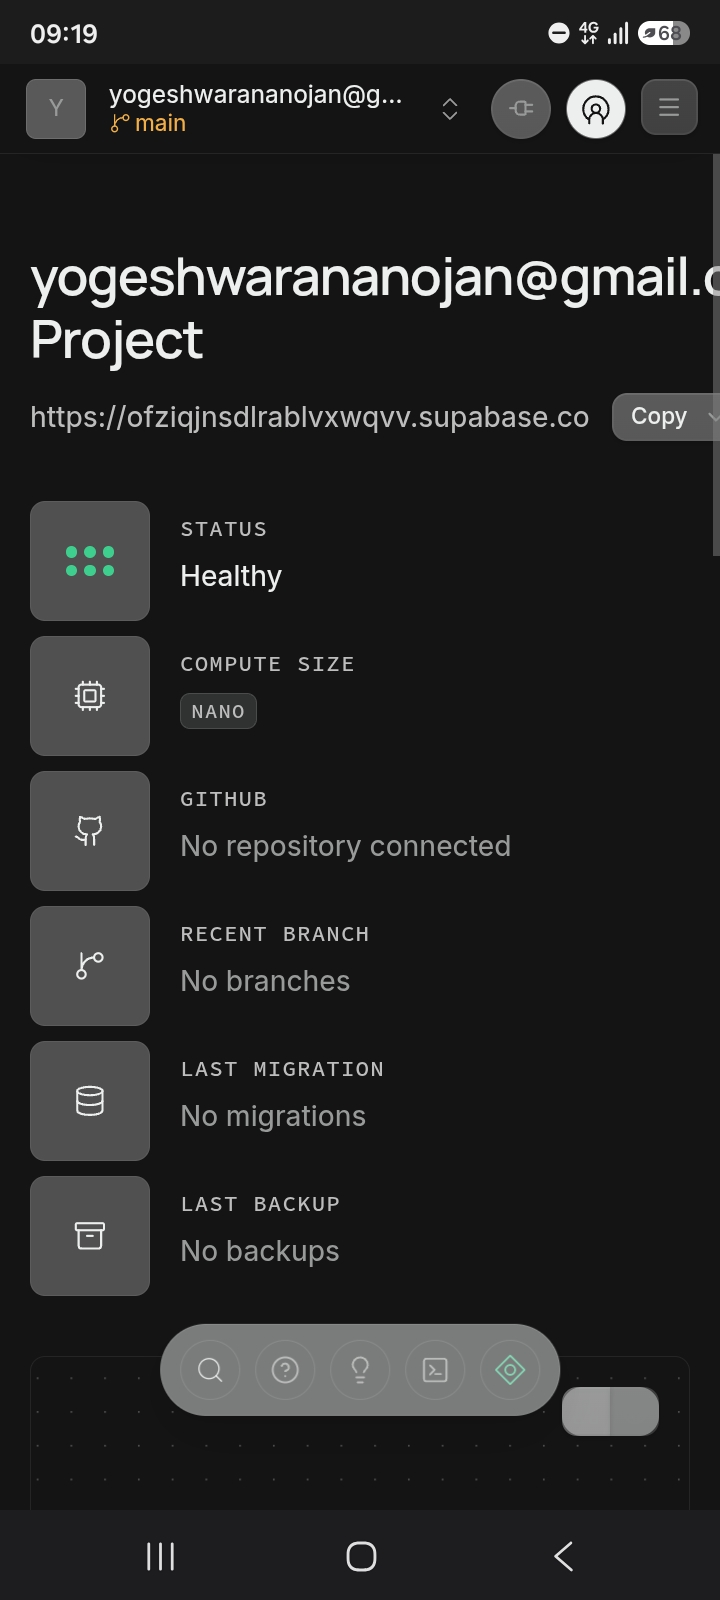 09:19
4G
68
Y
yogeshwarananojan@g...
main
yogeshwarananojan@gmail.c
Project
https://ofziqjnsdlrablvxwqvv.supabase.co
Copy
STATUS
Healthy
COMPUTE SIZE
NANO
GITHUB
No repository connected
RECENT BRANCH
No branches
LAST MIGRATION
No migrations
LAST BACKUP
No backups